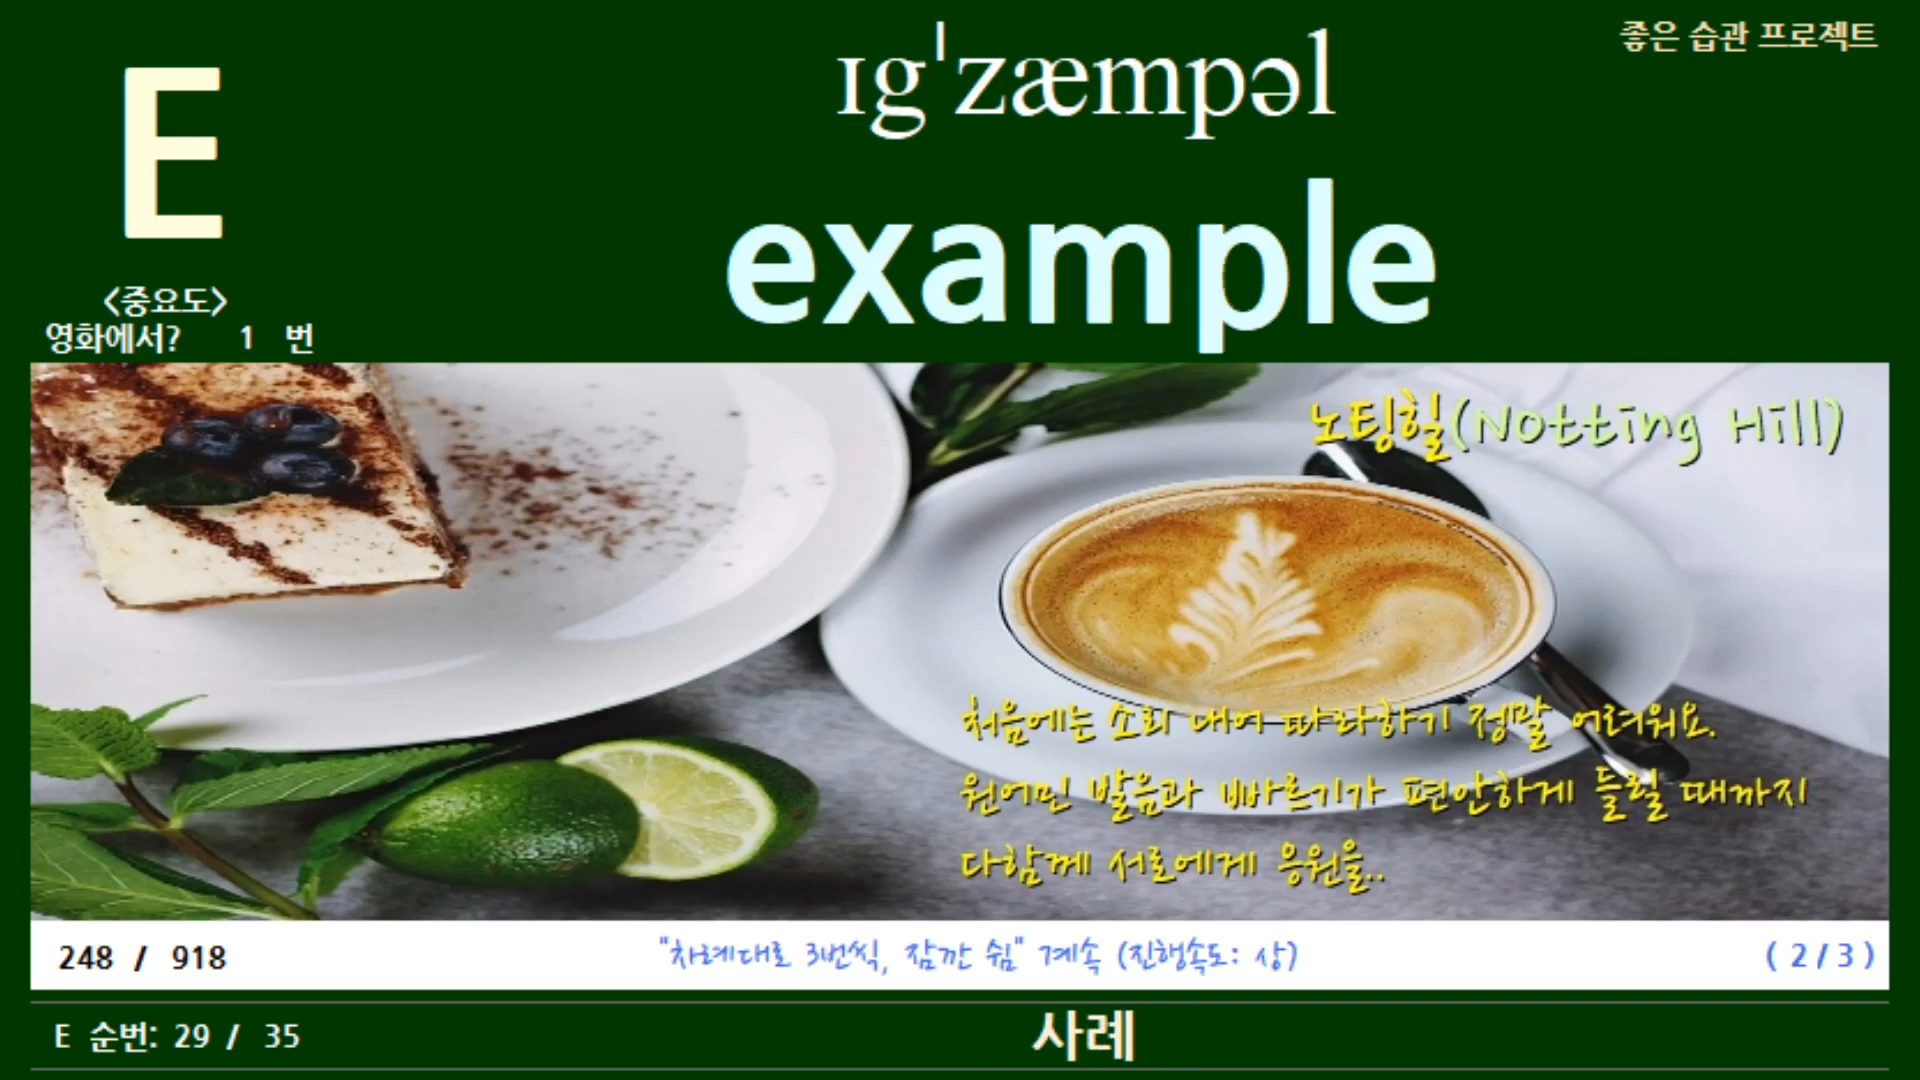 좋은 습관 프로젝트
E
ɪgˈzæmpəl
example
<중요도>
영화에서? 1 번
노팅힐(Notting Hill)
처음에는 소리 내어 따라하기 정말 어려워요.
원어민 발음과 빠르기가 편안하게 들릴 때까지
다함께 서로에게 응원을..
248 / 918
"차례대로 3번씩, 잠깐 쉼" 계속 (진행속도: 상)
( 2 / 3 )
E 순번: 29 / 35
사례